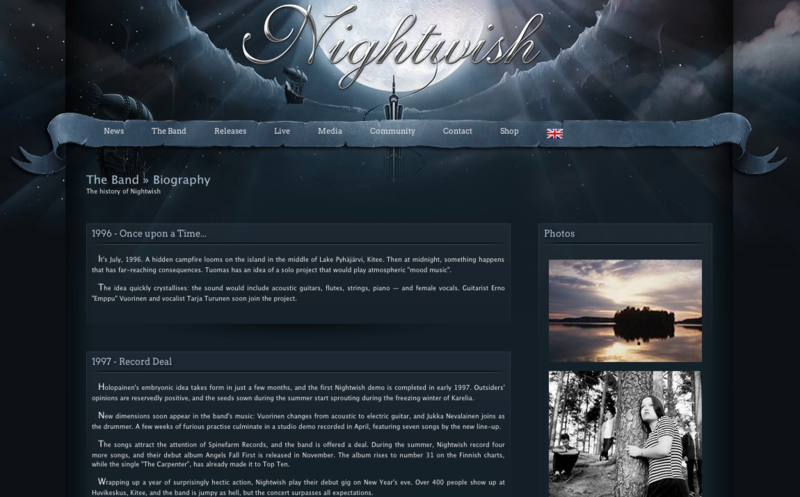 Nightwish
News The Band Releases Live Media Community Contact Shop
The Band » Biography
The history of Nightwish
1996 - Once upon a Time...
It's July, 1996. A hidden campfire looms on the island in the middle of Lake Pyhäjärvi, Kitee. Then at midnight, something happens
that has far-reaching consequences. Tuomas has an idea of a solo project that would play atmospheric "mood music".
The idea quickly crystallises: the sound would include acoustic guitars, flutes, strings, piano — and female vocals. Guitarist Erno
"Emppu" Vuorinen and vocalist Tarja Turunen soon join the project.
Photos
1997 - Record Deal
Holopainen's embryonic idea takes form in just a few months, and the first Nightwish demo is completed in early 1997. Outsiders'
opinions are reservedly positive, and the seeds sown during the summer start sprouting during the freezing winter of Karelia.
New dimensions soon appear in the band's music: Vuorinen changes from acoustic to electric guitar, and Jukka Nevalainen joins as
the drummer. A few weeks of furious practise culminate in a studio demo recorded in April, featuring seven songs by the new line-up.
The songs attract the attention of Spinefarm Records, and the band is offered a deal. During the summer, Nightwish record four
more songs, and their debut album Angels Fall First is released in November. The album rises to number 31 on the Finnish charts,
while the single "The Carpenter", has already made it to Top Ten.
Wrapping up a year of surprisingly hectic action, Nightwish play their debut gig on New Year's eve. Over 400 people show up at
Huvikeskus, Kitee, and the band is jumpy as hell, but the concert surpasses all expectations.